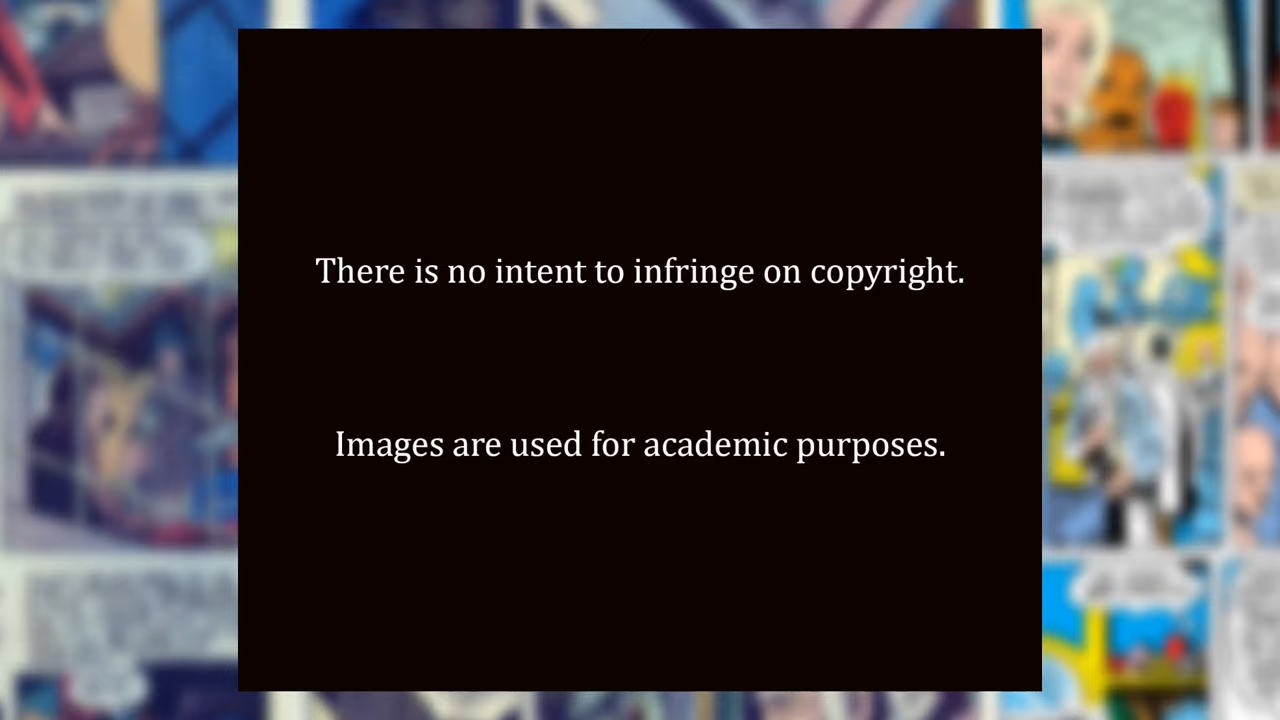 There is no intent to infringe on copyright.
Images are used for academic purposes.